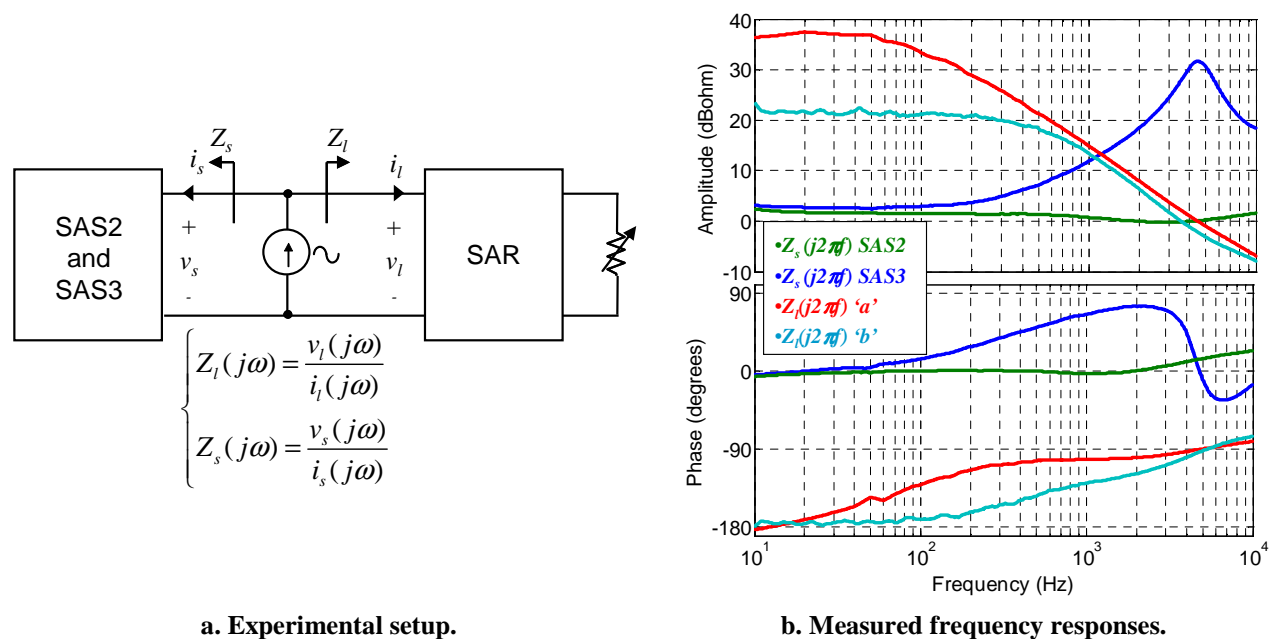 Z_s
Z_l
i_s
i_l
SAS2
and
SAS3
+
v_s
-
+
v_l
-
SAR
Z_l(jω) = v_l(jω) / i_l(jω)
Z_s(jω) = v_s(jω) / i_s(jω)
a. Experimental setup.
Amplitude (dBohm)
40
30
20
10
0
-10
•Z_s(j2πf) SAS2
•Z_s(j2πf) SAS3
•Z_l(j2πf) ‘a’
•Z_l(j2πf) ‘b’
Phase (degrees)
90
0
-90
-180
10^1
10^2
10^3
10^4
Frequency (Hz)
b. Measured frequency responses.